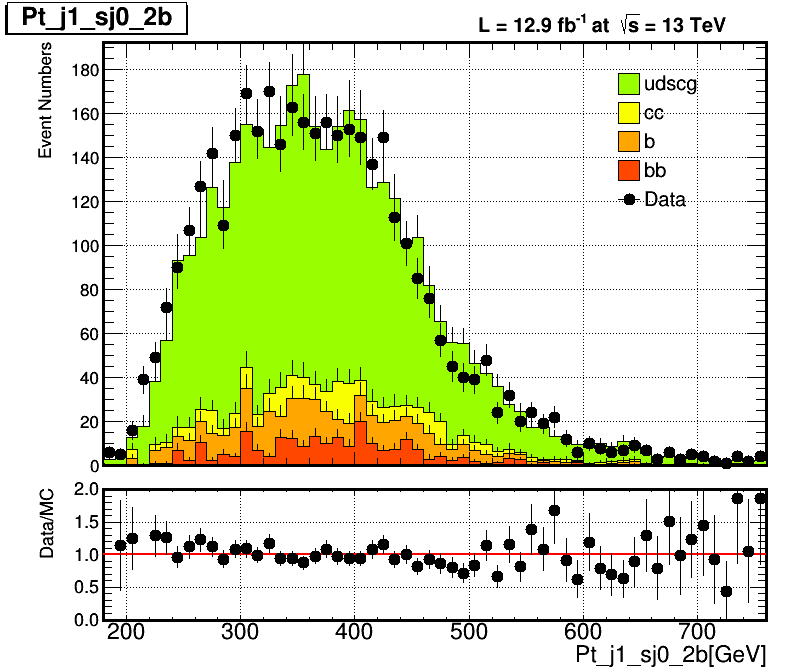 Pt_j1_sj0_2b
L = 12.9 fb-1 at √s = 13 TeV
Event Numbers
180
160
140
120
100
80
60
40
20
0
udscg
cc
b
bb
Data
Data/MC
2.0
1.5
1.0
0.5
0.0
200 300 400 500 600 700
Pt_j1_sj0_2b[GeV]